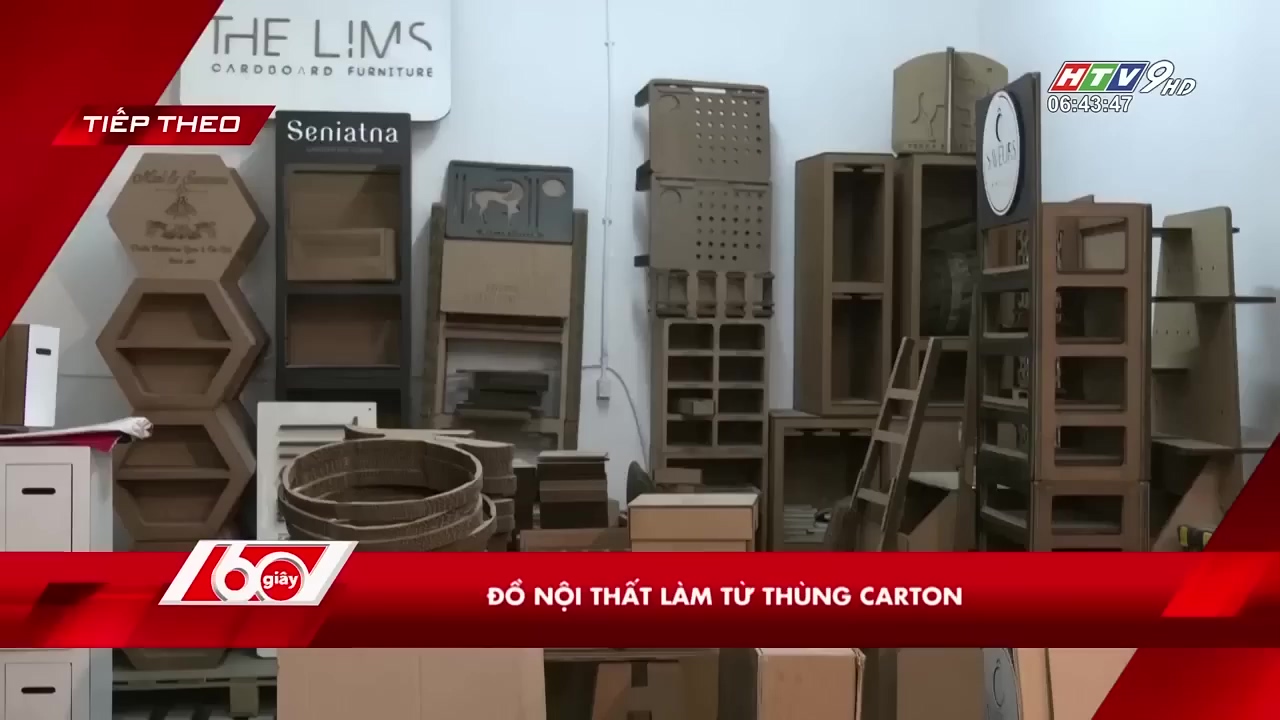 THE LIMS
CARDBOARD FURNITURE
HTV9HD
06:43:47
TIẾP THEO
Seniatna
SAVEURS
60 giây
ĐỒ NỘI THẤT LÀM TỪ THÙNG CARTON